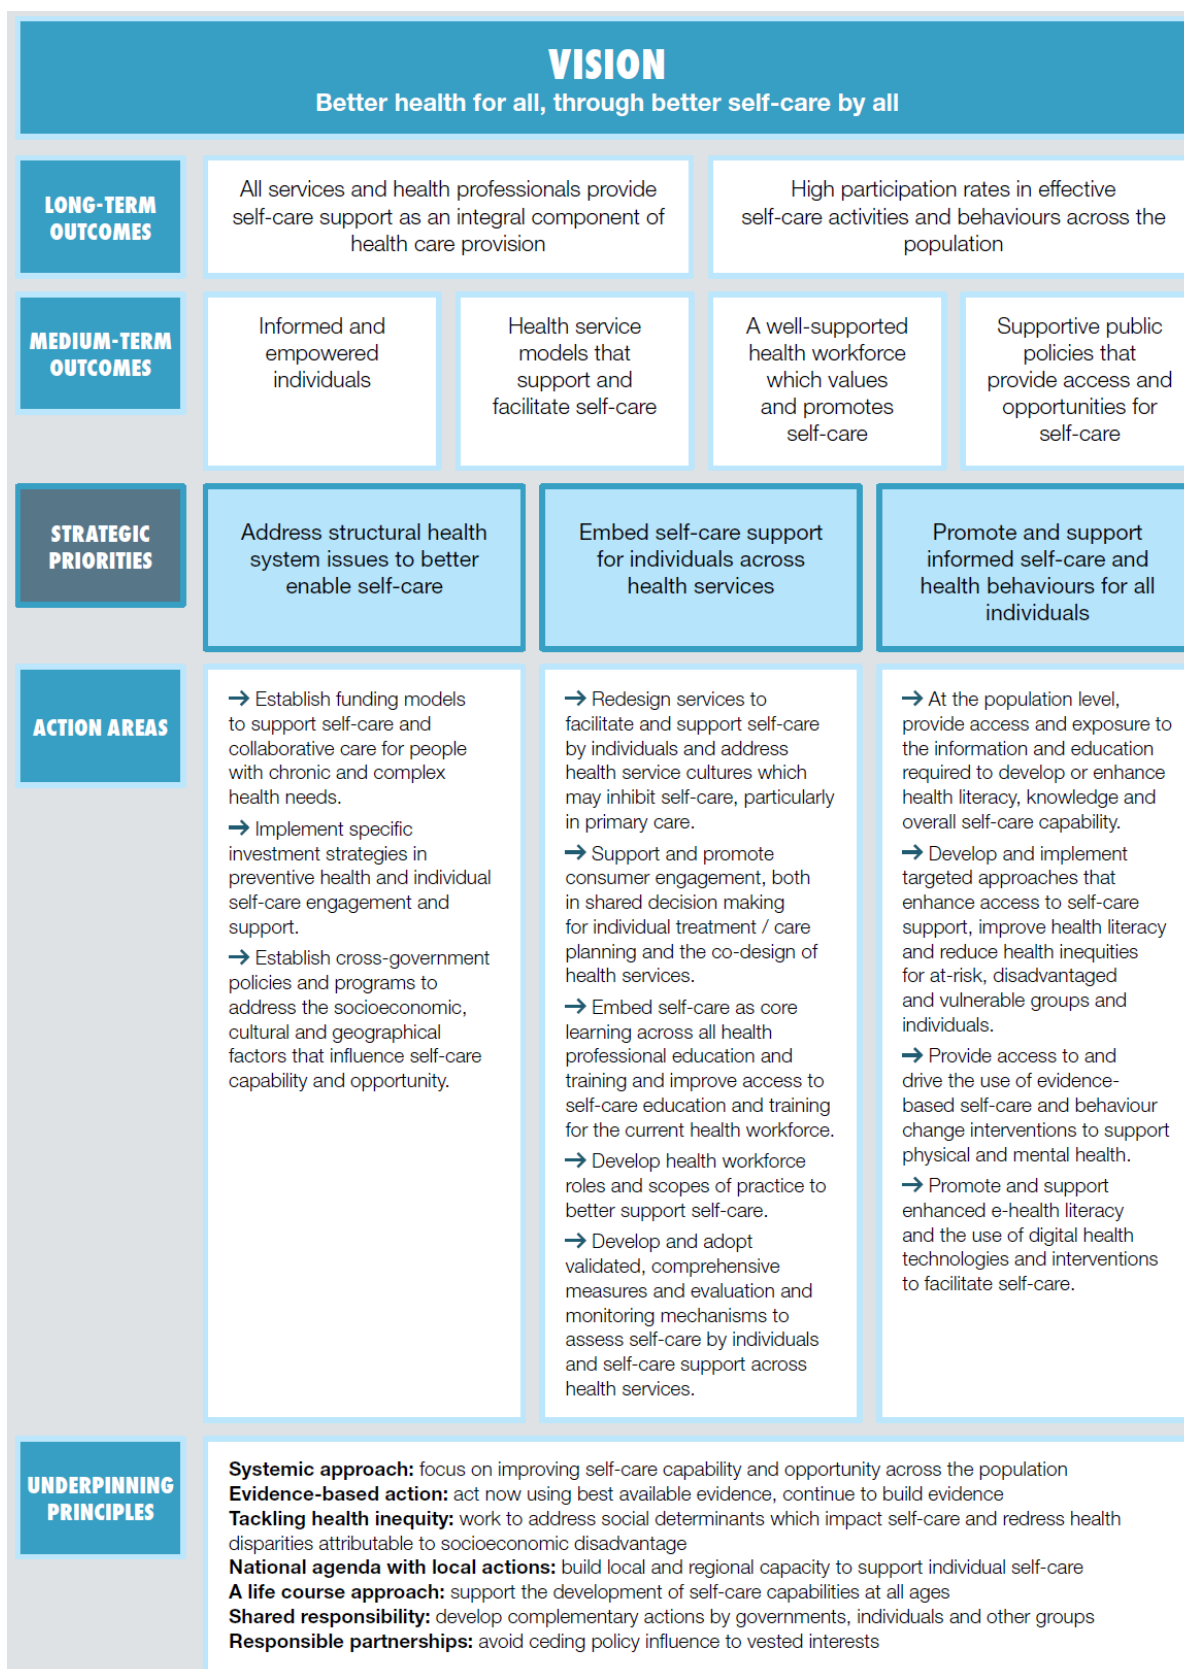 VISION
Better health for all, through better self-care by all
LONG-TERM
OUTCOMES
All services and health professionals provide
self-care support as an integral component of
health care provision
High participation rates in effective
self-care activities and behaviours across the
population
MEDIUM-TERM
OUTCOMES
Informed and
empowered
individuals
Health service
models that
support and
facilitate self-care
A well-supported
health workforce
which values
and promotes
self-care
Supportive public
policies that
provide access and
opportunities for
self-care
STRATEGIC
PRIORITIES
Address structural health
system issues to better
enable self-care
Embed self-care support
for individuals across
health services
Promote and support
informed self-care and
health behaviours for all
individuals
ACTION AREAS
→ Establish funding models
to support self-care and
collaborative care for people
with chronic and complex
health needs.
→ Implement specific
investment strategies in
preventive health and individual
self-care engagement and
support.
→ Establish cross-government
policies and programs to
address the socioeconomic,
cultural and geographical
factors that influence self-care
capability and opportunity.
→ Redesign services to
facilitate and support self-care
by individuals and address
health service cultures which
may inhibit self-care, particularly
in primary care.
→ Support and promote
consumer engagement, both
in shared decision making
for individual treatment / care
planning and the co-design of
health services.
→ Embed self-care as core
learning across all health
professional education and
training and improve access to
self-care education and training
for the current health workforce.
→ Develop health workforce
roles and scopes of practice to
better support self-care.
→ Develop and adopt
validated, comprehensive
measures and evaluation and
monitoring mechanisms to
assess self-care by individuals
and self-care support across
health services.
→ At the population level,
provide access and exposure to
the information and education
required to develop or enhance
health literacy, knowledge and
overall self-care capability.
→ Develop and implement
targeted approaches that
enhance access to self-care
support, improve health literacy
and reduce health inequities
for at-risk, disadvantaged
and vulnerable groups and
individuals.
→ Provide access to and
drive the use of evidence-
based self-care and behaviour
change interventions to support
physical and mental health.
→ Promote and support
enhanced e-health literacy
and the use of digital health
technologies and interventions
to facilitate self-care.
UNDERPINNING
PRINCIPLES
Systemic approach: focus on improving self-care capability and opportunity across the population
Evidence-based action: act now using best available evidence, continue to build evidence
Tackling health inequity: work to address social determinants which impact self-care and redress health
disparities attributable to socioeconomic disadvantage
National agenda with local actions: build local and regional capacity to support individual self-care
A life course approach: support the development of self-care capabilities at all ages
Shared responsibility: develop complementary actions by governments, individuals and other groups
Responsible partnerships: avoid ceding policy influence to vested interests